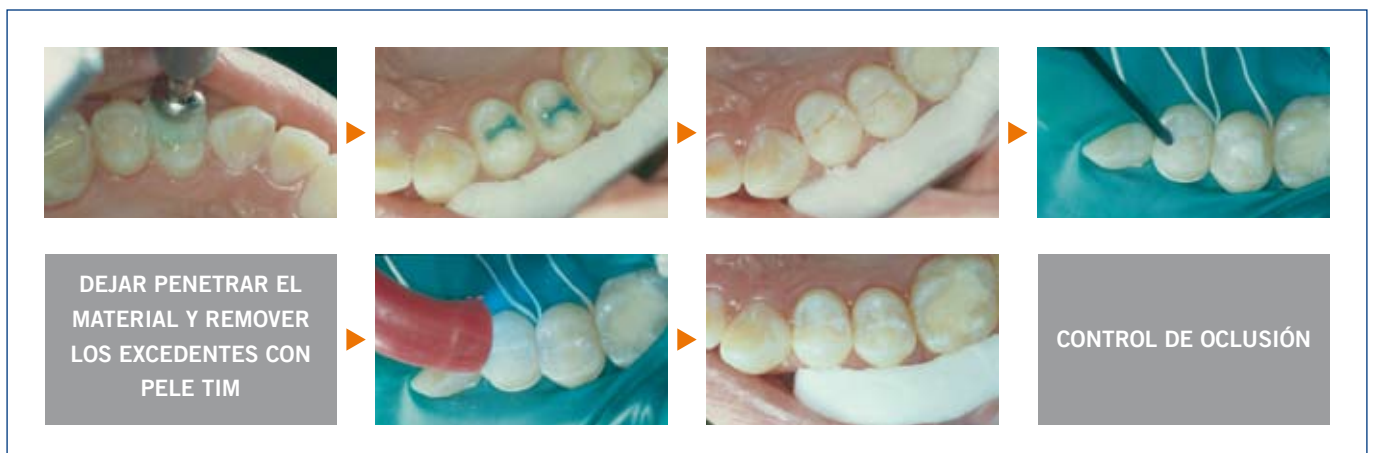 DEJAR PENETRAR EL
MATERIAL Y REMOVER
LOS EXCEDENTES CON
PELE TIM
CONTROL DE OCLUSIÓN